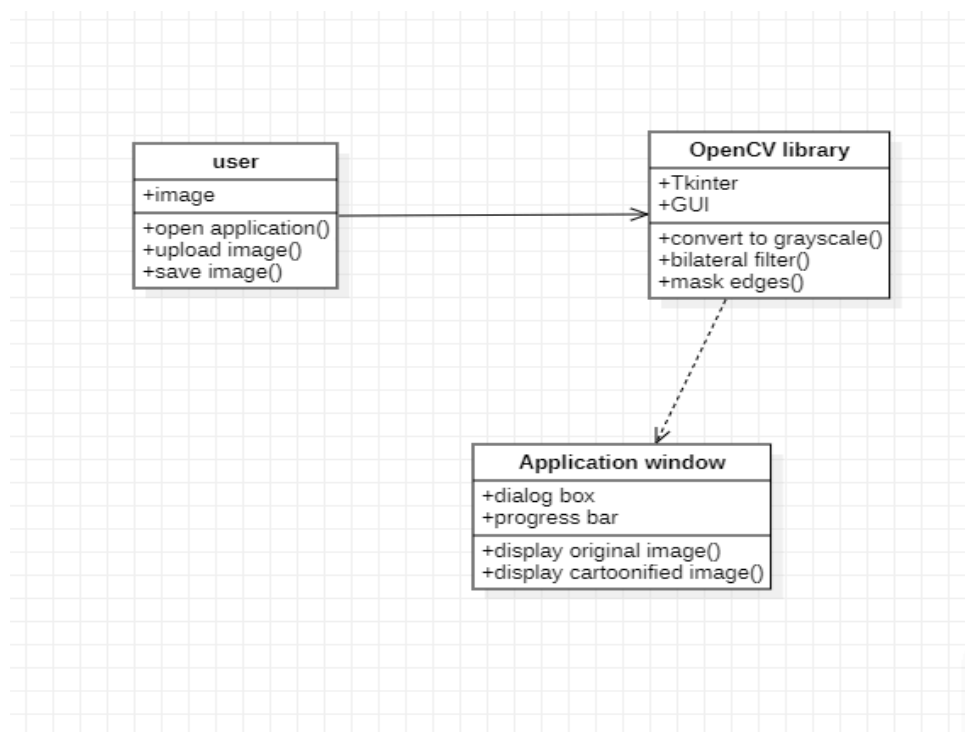 user
+image
+open application()
+upload image()
+save image()
OpenCV library
+Tkinter
+GUI
+convert to grayscale()
+bilateral filter()
+mask edges()
Application window
+dialog box
+progress bar
+display original image()
+display cartoonified image()